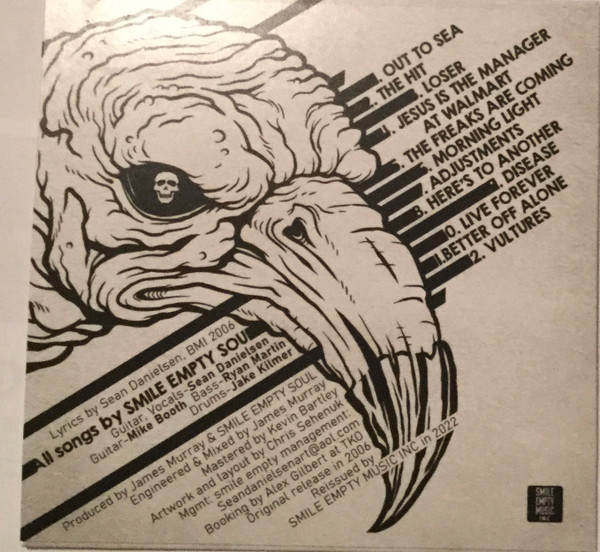 . OUT TO SEA
. THE HIT
. LOSER
. JESUS IS THE MANAGER
AT WALMART
. THE FREAKS ARE COMING
. MORNING LIGHT
. ADJUSTMENTS
8. HERE'S TO ANOTHER
. DISEASE
0. LIVE FOREVER
1.BETTER OFF ALONE
2. VULTURES
Lyrics by Sean Danielsen, BMI 2006
All songs by SMILE EMPTY SOUL
Guitar, Vocals-Sean Danielsen
Guitar-Mike Booth Bass-Ryan Martin
Drums-Jake Kilmer
Produced by James Murray & SMILE EMPTY SOUL
Engineered & Mixed by James Murray
Mastered by Kevin Bartley
Artwork and layout by Chris Sehenuk
Mgmt: smile empty management:
Seandanielsenart@aol.com
Booking by Alex Gilbert at TKO
Original release in 2006
Reissued by
SMILE EMPTY MUSIC INC in 2022
SMILE
EMPTY
MUSIC
INC